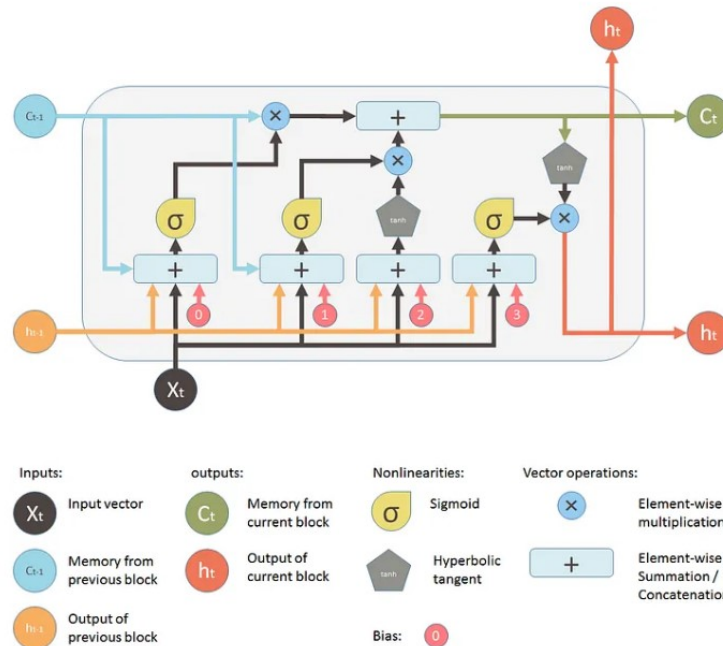 ht
Ct-1
×
+
Ct
tanh
×
σ
σ
tanh
σ
×
+
+
+
+
ht-1
0
1
2
3
ht
Xt
Inputs:
outputs:
Nonlinearities:
Vector operations:
Xt
Input vector
Ct
Memory from
current block
σ
Sigmoid
×
Element-wise
multiplication
Ct-1
Memory from
previous block
ht
Output of
current block
tanh
Hyperbolic
tangent
+
Element-wise
Summation /
Concatenation
ht-1
Output of
previous block
Bias:
0